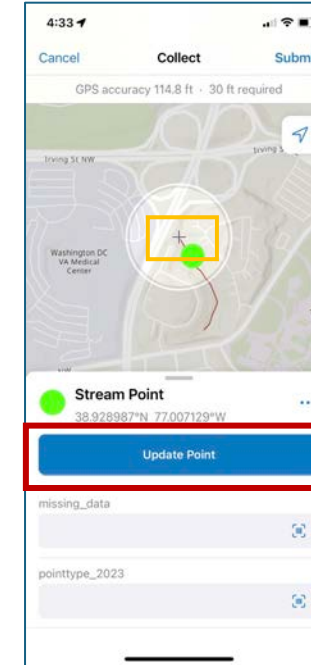 4:33
Cancel Collect Subm
GPS accuracy 114.8 ft · 30 ft required
Irving St NW
Irving S
Washington DC
VA Medical
Center
Stream Point
38.928987°N 77.007129°W
Update Point
missing_data
pointtype_2023